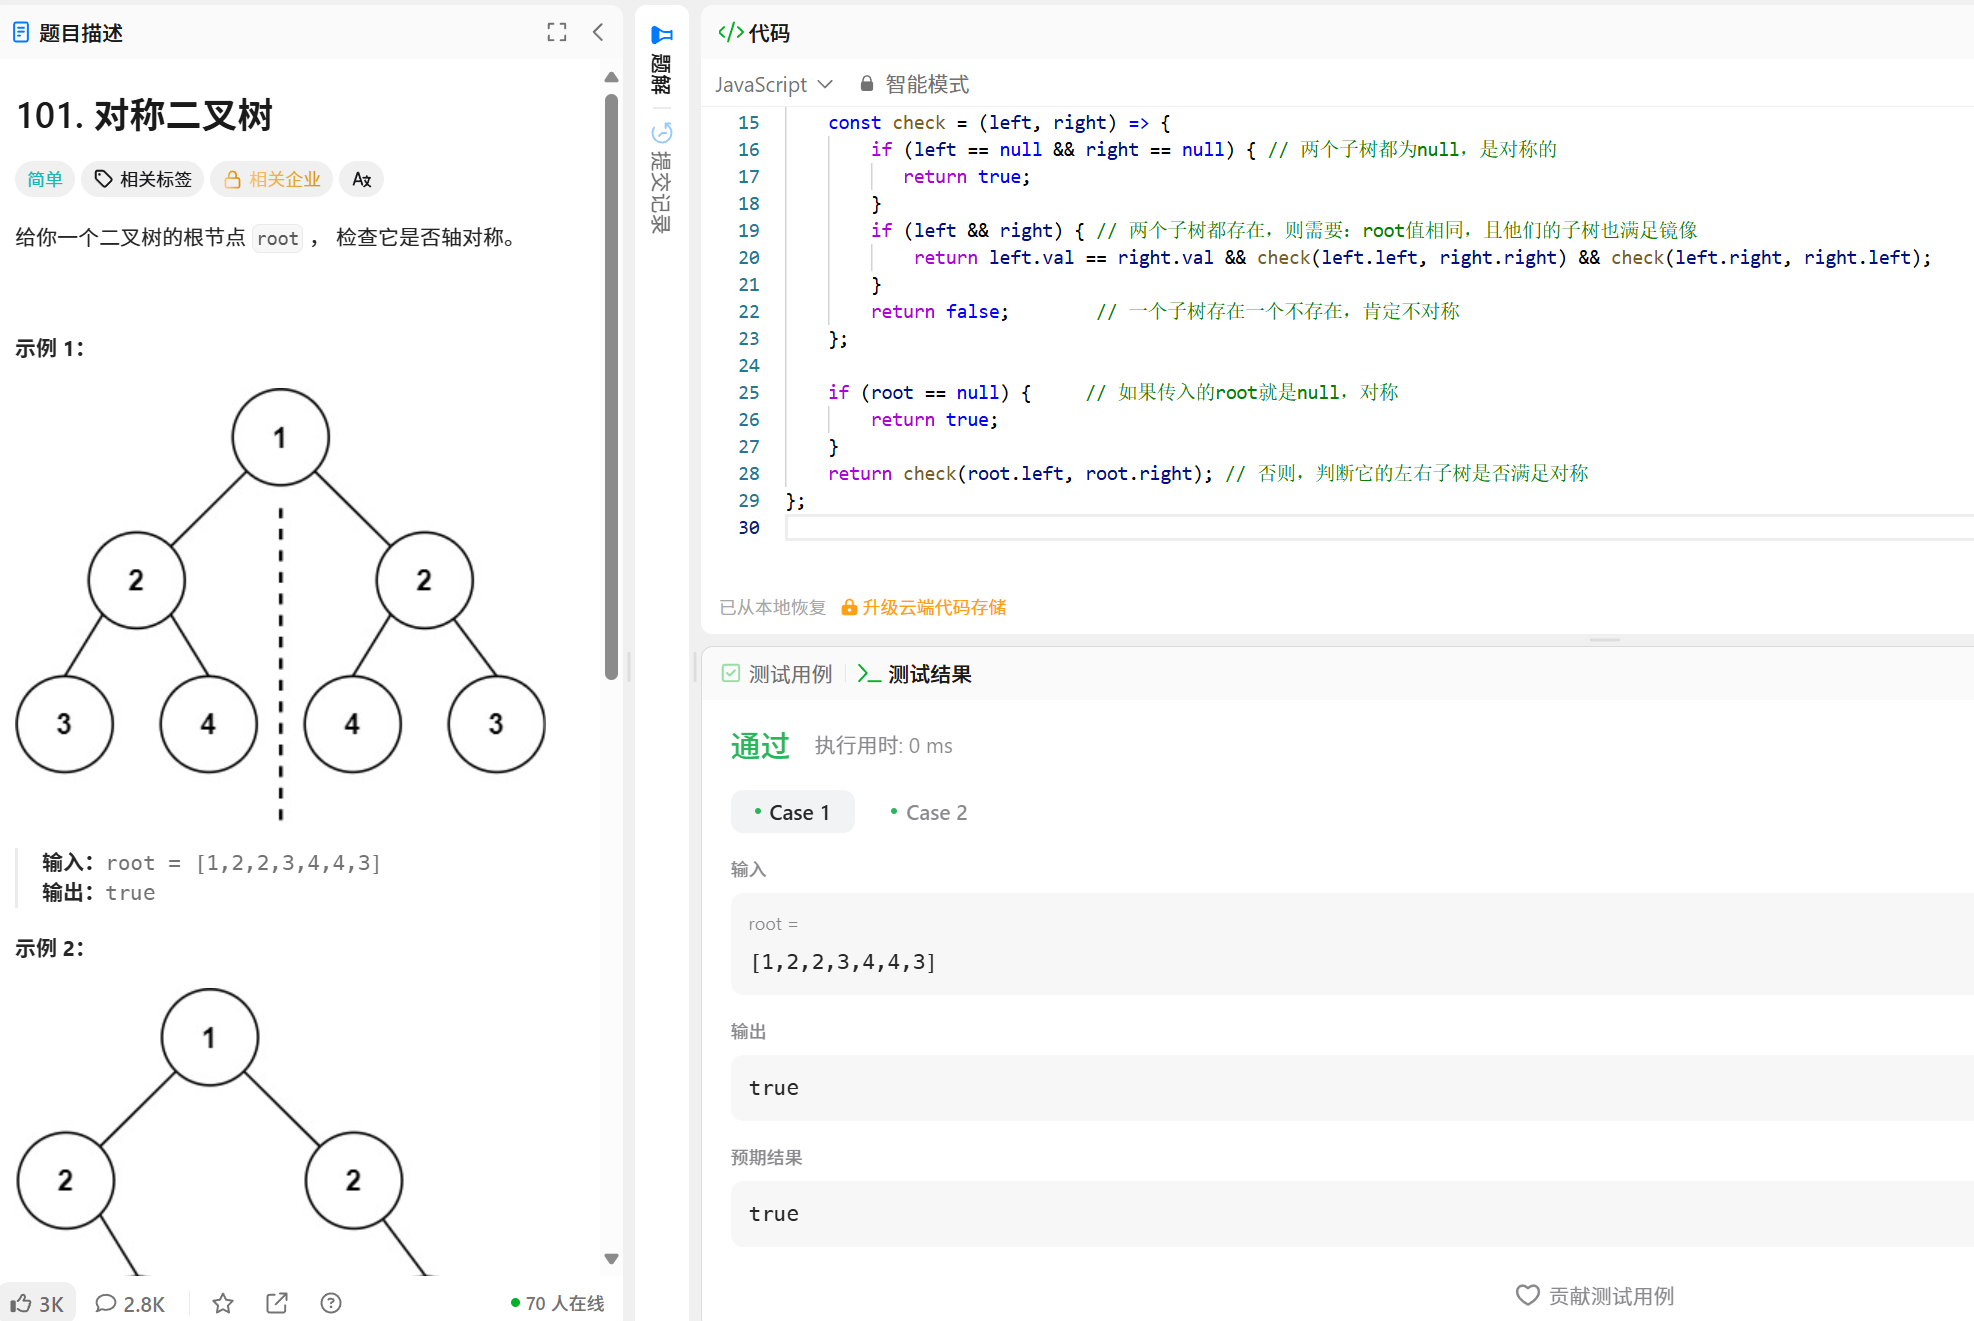 题目描述
101. 对称二叉树
简单 相关标签 相关企业
给你一个二叉树的根节点 root ， 检查它是否轴对称。
示例 1：
1
2 2
3 4 4 3
输入：root = [1,2,2,3,4,4,3]
输出：true
示例 2：
1
2 2
3K 2.8K 70 人在线
题解
提交记录
</> 代码
JavaScript 智能模式
15 const check = (left, right) => {
16 if (left == null && right == null) { // 两个子树都为null，是对称的
17 return true;
18 }
19 if (left && right) { // 两个子树都存在，则需要：root值相同，且他们的子树也满足镜像
20 return left.val == right.val && check(left.left, right.right) && check(left.right, right.left);
21 }
22 return false; // 一个子树存在一个不存在，肯定不对称
23 };
24
25 if (root == null) { // 如果传入的root就是null，对称
26 return true;
27 }
28 return check(root.left, root.right); // 否则，判断它的左右子树是否满足对称
29 };
30
已从本地恢复 升级云端代码存储
测试用例 测试结果
通过 执行用时: 0 ms
Case 1 Case 2
输入
root =
[1,2,2,3,4,4,3]
输出
true
预期结果
true
贡献测试用例